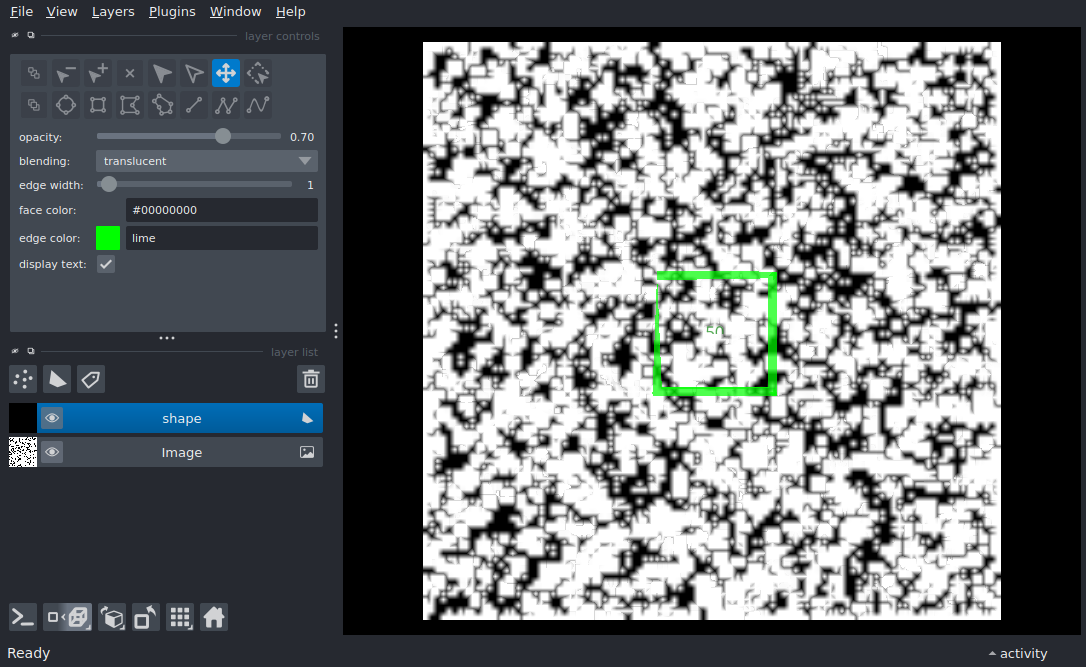 File View Layers Plugins Window Help
layer controls
opacity: 0.70
blending: translucent
edge width: 1
face color: #00000000
edge color: lime
display text:
layer list
shape
Image
50
Ready
activity